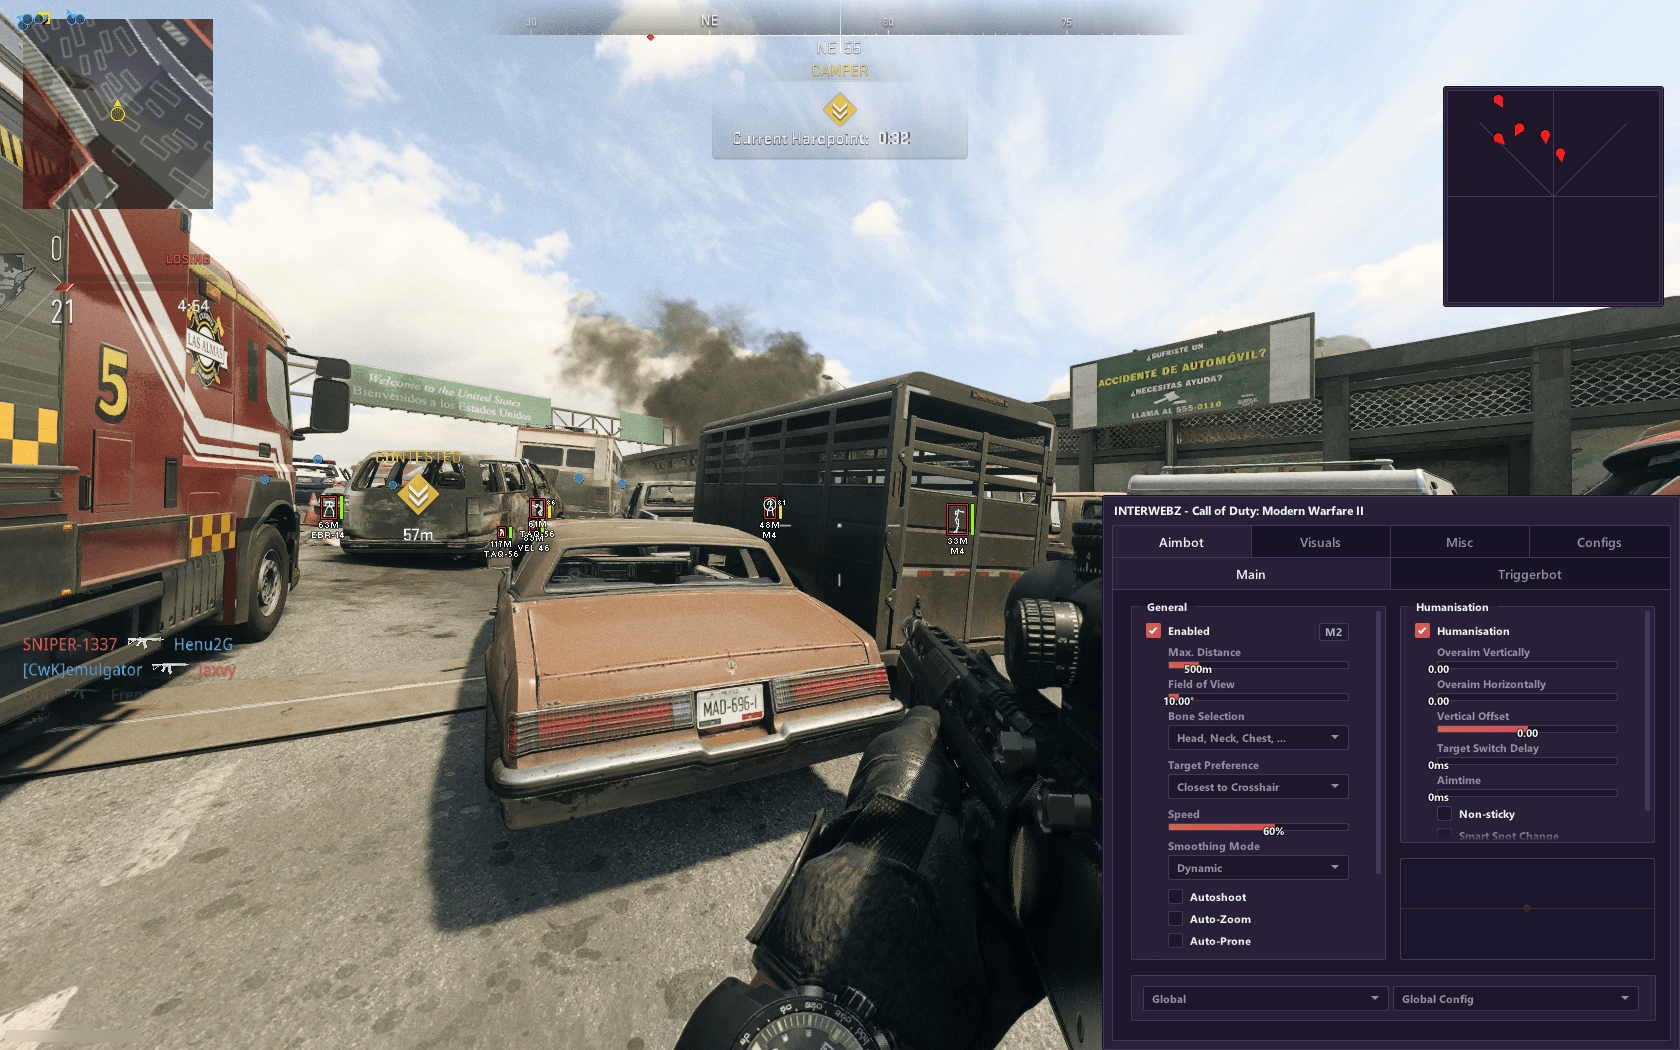 30
NE
60
75
NE 55
CAMPER
Current Hardpoint: 0:32
0
LOSING
21
4:54
5
LAS ALMAS
Welcome to the United States
Bienvenidos a los Estados Unidos
¿SUFRISTE UN
ACCIDENTE DE AUTOMÓVIL?
¿NECESITAS AYUDA?
LLAMA AL 555-0110
CONTESTED
57m
63M
EBR-14
117M
TAQ-56
61M
TAQ-56
VEL 46
48M
M4
33M
M4
SNIPER-1337 Henu2G
[CwK]emulgator Jaxvy
MAD-696-I
INTERWEBZ - Call of Duty: Modern Warfare II
Aimbot Visuals Misc Configs
Main Triggerbot
General
Enabled M2
Max. Distance
500m
Field of View
10.00°
Bone Selection
Head, Neck, Chest, ...
Target Preference
Closest to Crosshair
Speed
60%
Smoothing Mode
Dynamic
Autoshoot
Auto-Zoom
Auto-Prone
Humanisation
Humanisation
Overaim Vertically
0.00
Overaim Horizontally
0.00
Vertical Offset
0.00
Target Switch Delay
0ms
Aimtime
0ms
Non-sticky
Smart Spot Change
Global
Global Config